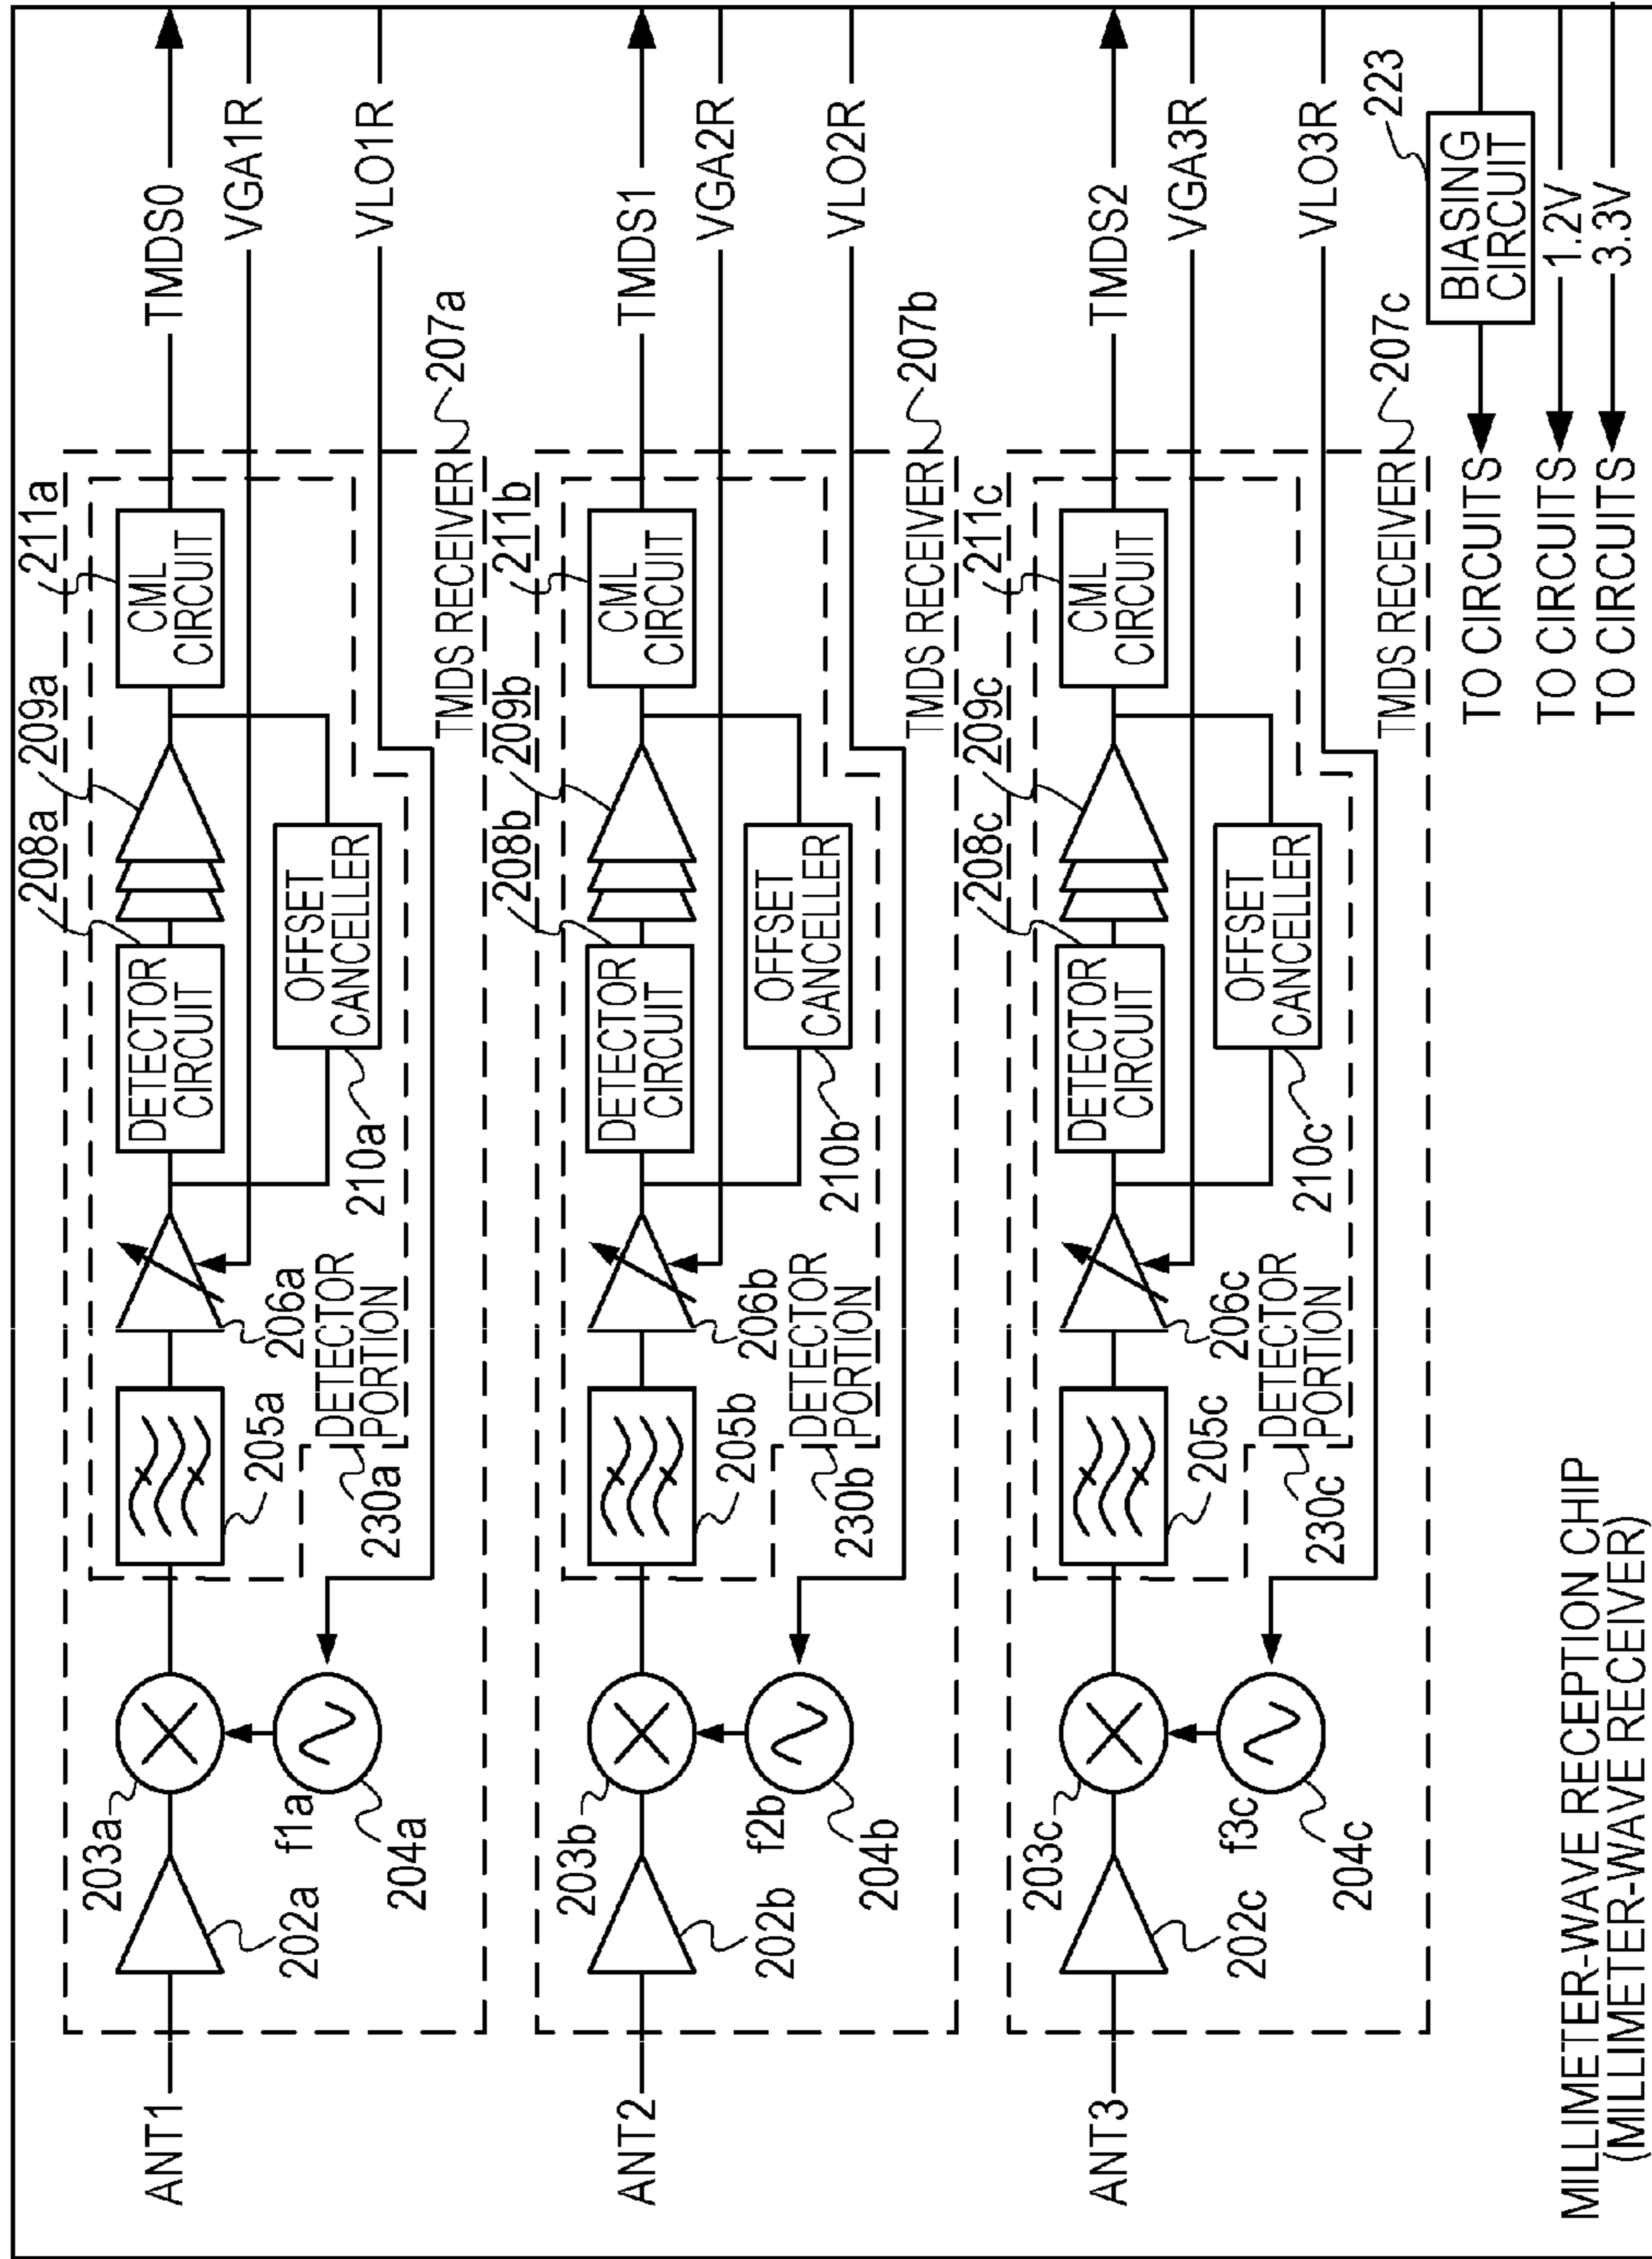 211a
209a
208a
CML
CIRCUIT
DETECTOR
CIRCUIT
OFFSET
CANCELLER
203a
202a
f1a
204a
205a
206a
210a
230a
DETECTOR
PORTION
TMDS RECEIVER
207a
ANT1
TMDS0
VGA1R
VLO1R
211b
209b
208b
CML
CIRCUIT
DETECTOR
CIRCUIT
OFFSET
CANCELLER
203b
202b
f2b
204b
205b
206b
210b
230b
DETECTOR
PORTION
TMDS RECEIVER
207b
ANT2
TMDS1
VGA2R
VLO2R
211c
209c
208c
CML
CIRCUIT
DETECTOR
CIRCUIT
OFFSET
CANCELLER
203c
202c
f3c
204c
205c
206c
210c
230c
DETECTOR
PORTION
TMDS RECEIVER
207c
ANT3
TMDS2
VGA3R
VLO3R
223
BIASING
CIRCUIT
TO CIRCUITS
TO CIRCUITS 1.2V
TO CIRCUITS 3.3V
MILLIMETER-WAVE RECEPTION CHIP
(MILLIMETER-WAVE RECEIVER)